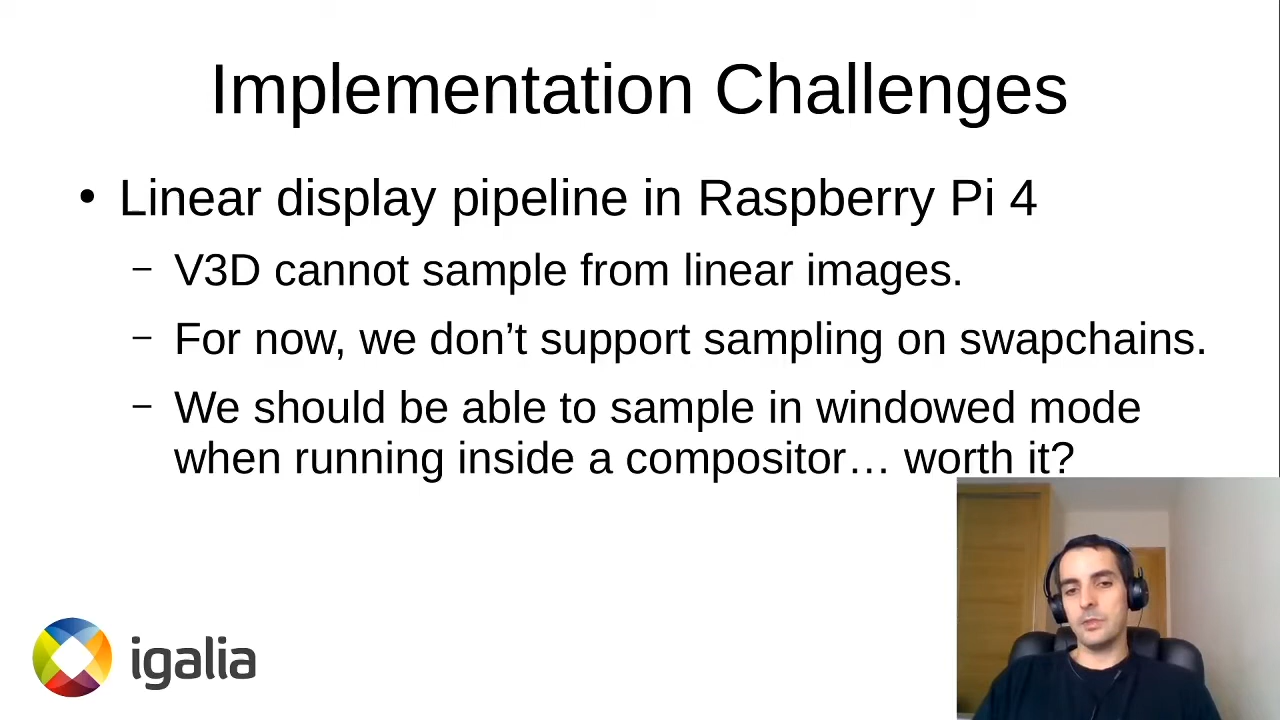 Implementation Challenges
• Linear display pipeline in Raspberry Pi 4
– V3D cannot sample from linear images.
– For now, we don’t support sampling on swapchains.
– We should be able to sample in windowed mode
when running inside a compositor… worth it?
igalia